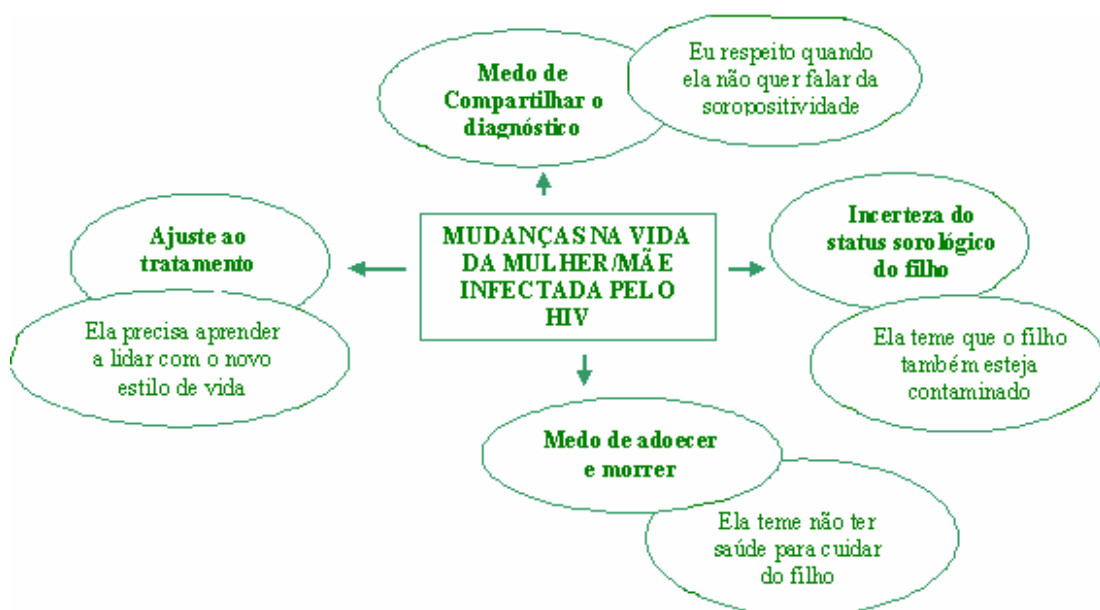 Medo de
Compartilhar o
diagnóstico
Eu respeito quando
ela não quer falar da
soropositividade
Ajuste ao
tratamento
Ela precisa aprender
a lidar com o novo
estilo de vida
MUDANÇAS NA VIDA
DA MULHER/MÃE
INFECTADA PELO
HIV
Incerteza do
status sorológico
do filho
Ela teme que o filho
também esteja
contaminado
Medo de adoecer
e morrer
Ela teme não ter
saúde para cuidar
do filho